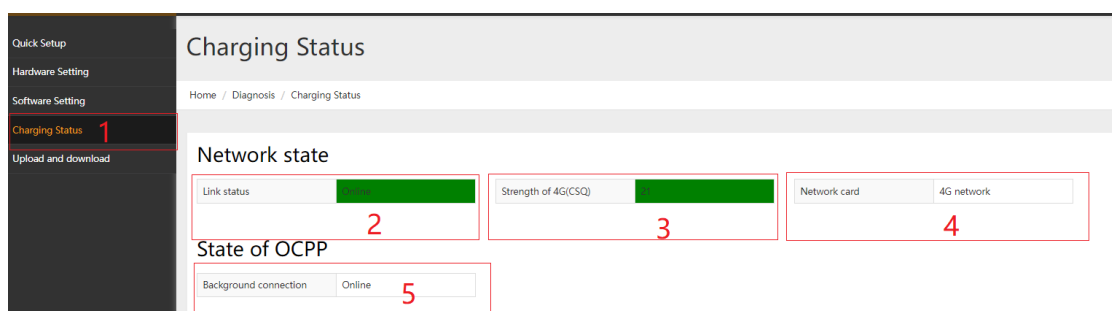 Quick Setup
Hardware Setting
Software Setting
Charging Status 1
Upload and download
Charging Status
Home / Diagnosis / Charging Status
Network state
Link status Online
2
Strength of 4G(CSQ) 21
3
Network card 4G network
4
State of OCPP
Background connection Online 5